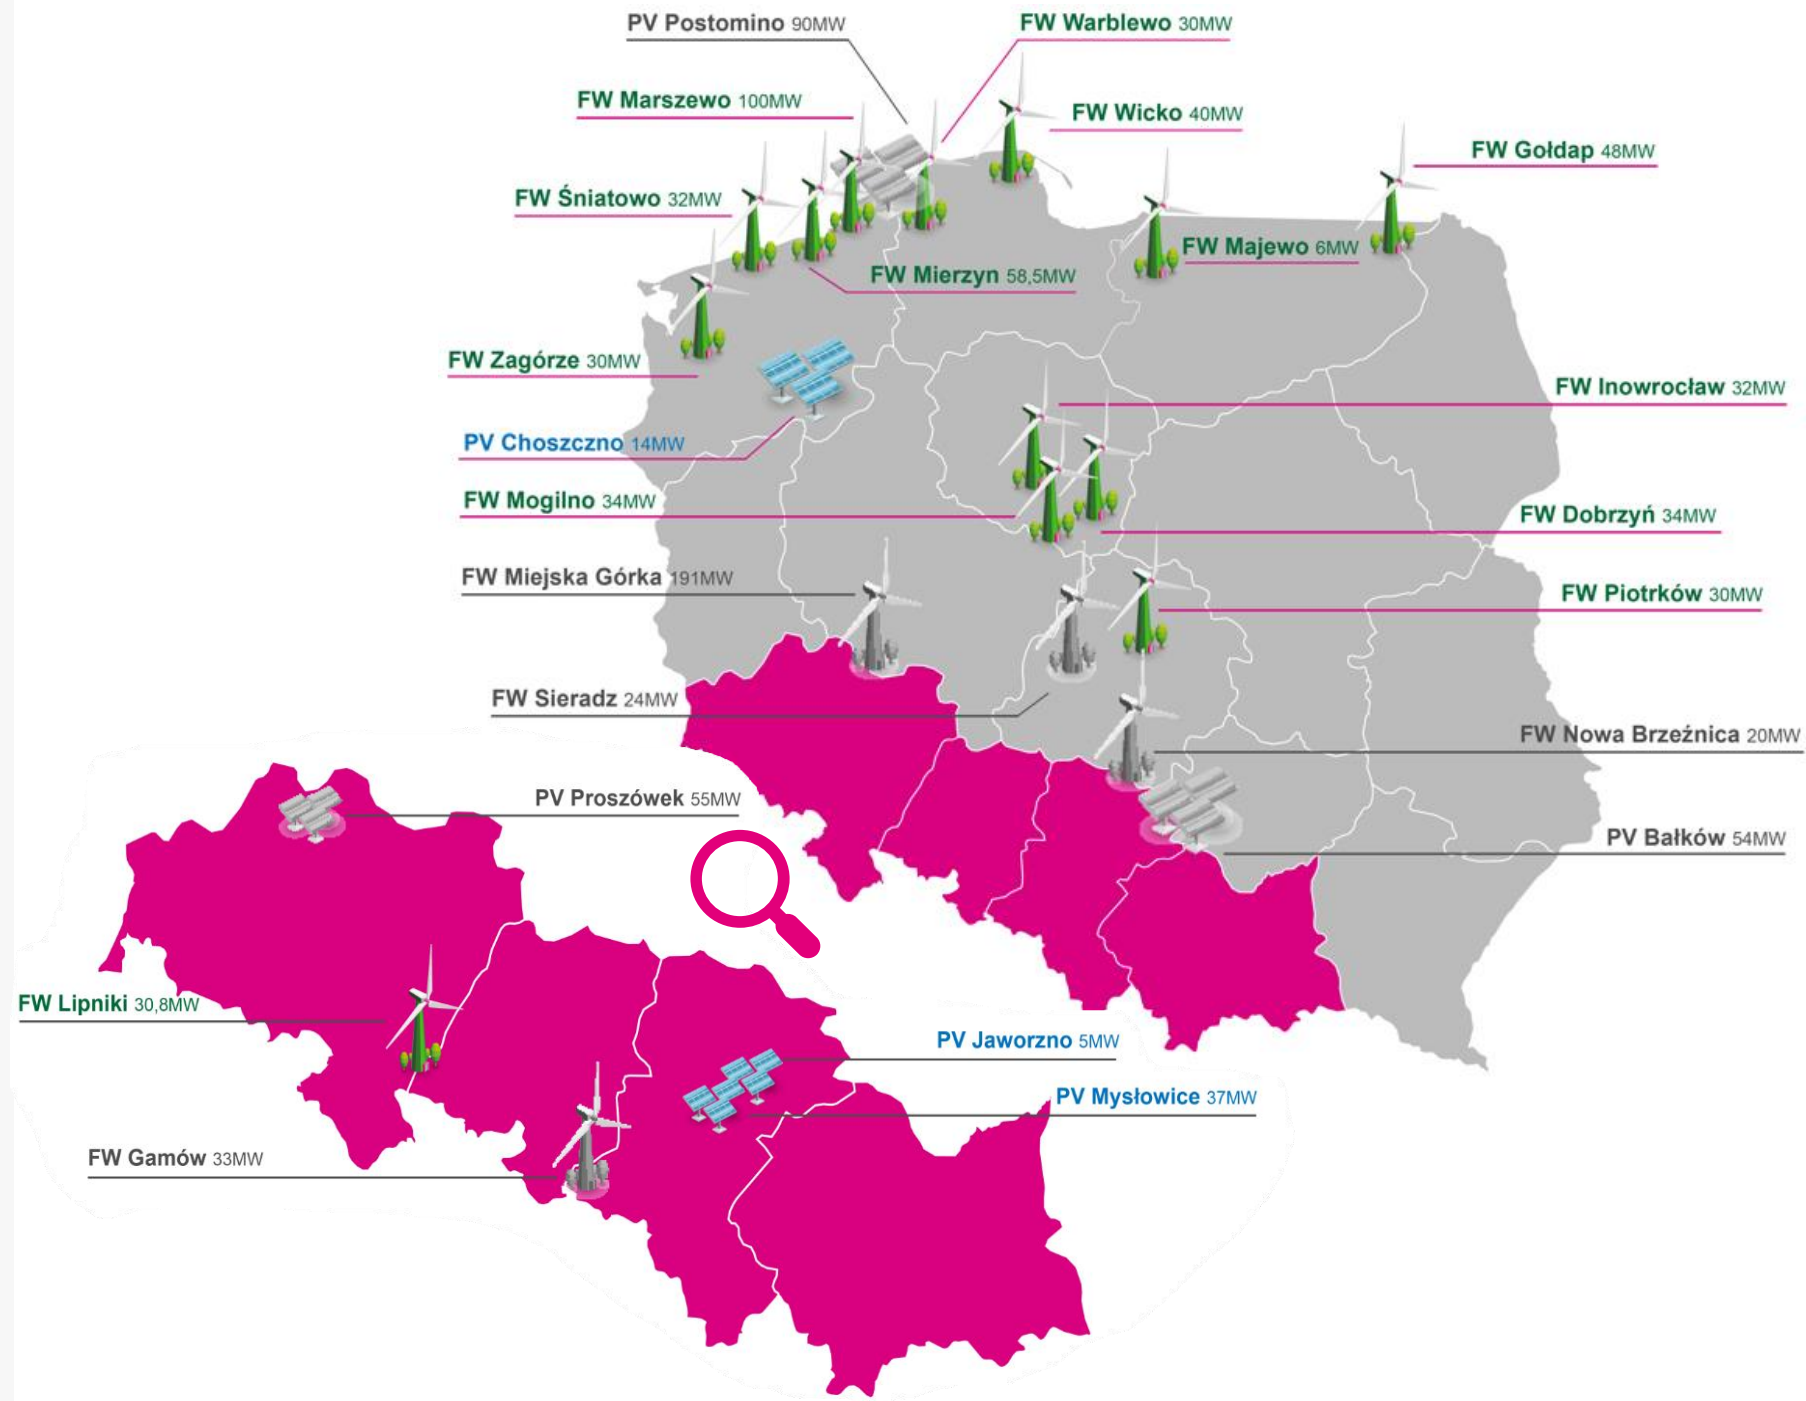 PV Postomino 90MW
FW Warblewo 30MW
FW Marszewo 100MW
FW Wicko 40MW
FW Gołdap 48MW
FW Śniatowo 32MW
FW Majewo 6MW
FW Mierzyn 58,5MW
FW Zagórze 30MW
FW Inowrocław 32MW
PV Choszczno 14MW
FW Mogilno 34MW
FW Dobrzyń 34MW
FW Miejska Górka 191MW
FW Piotrków 30MW
FW Sieradz 24MW
FW Nowa Brzeźnica 20MW
PV Proszówek 55MW
PV Bałków 54MW
FW Lipniki 30,8MW
PV Jaworzno 5MW
PV Mysłowice 37MW
FW Gamów 33MW